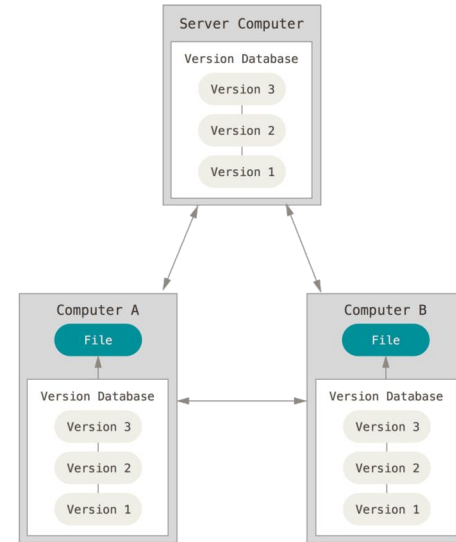 Server Computer
Version Database
Version 3
Version 2
Version 1
Computer A
File
Version Database
Version 3
Version 2
Version 1
Computer B
File
Version Database
Version 3
Version 2
Version 1